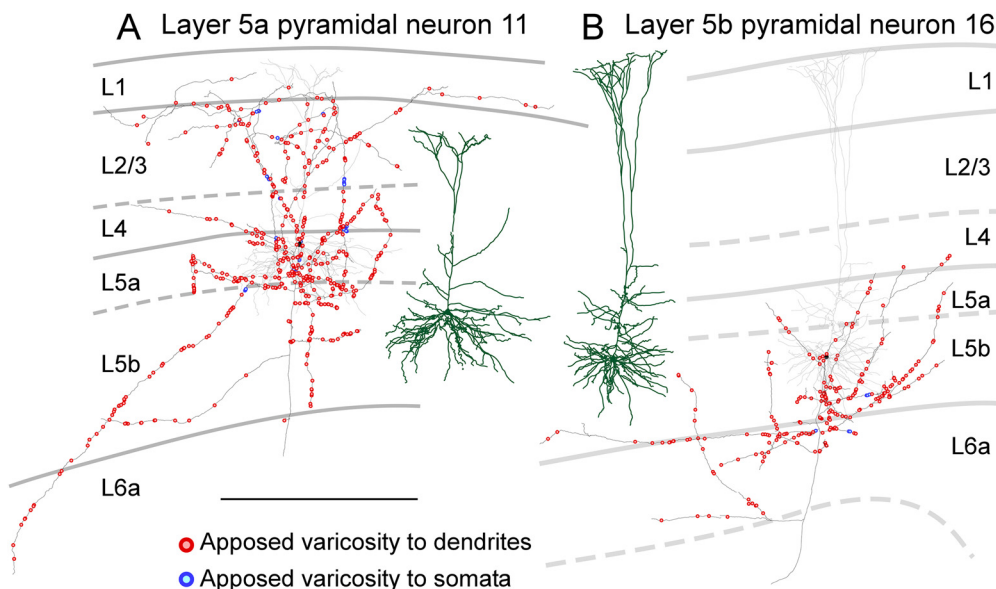 A Layer 5a pyramidal neuron 11
B Layer 5b pyramidal neuron 16
L1
L2/3
L4
L5a
L5b
L6a
L1
L2/3
L4
L5a
L5b
L6a
Apposed varicosity to dendrites
Apposed varicosity to somata